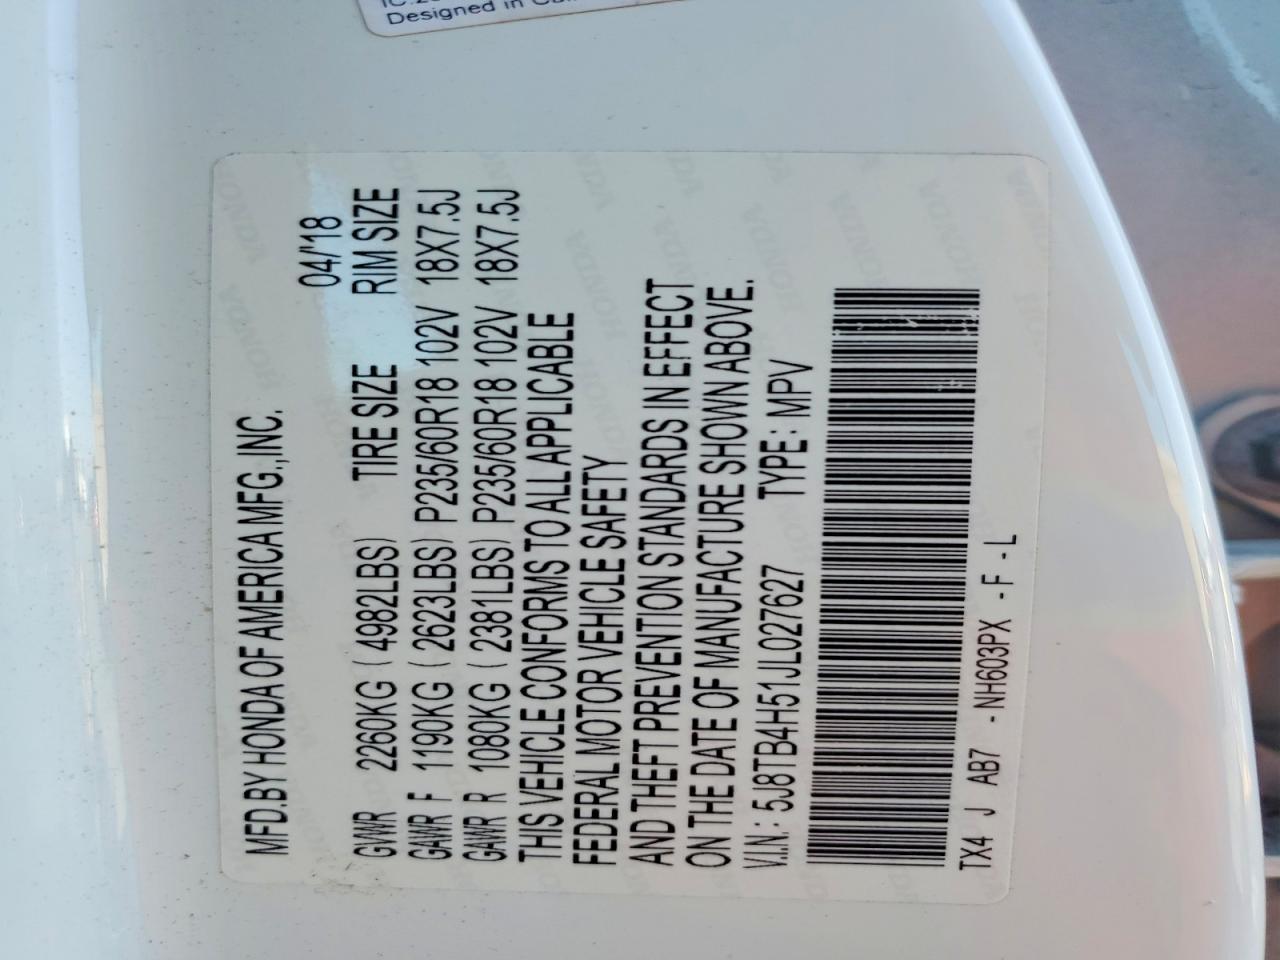 IC:
Designed in
MFD.BY HONDA OF AMERICA MFG.,INC.
04/'18
GVWR 2260KG ( 4982LBS) TIRE SIZE RIM SIZE
GAWR F 1190KG ( 2623LBS) P235/60R18 102V 18X7.5J
GAWR R 1080KG ( 2381LBS) P235/60R18 102V 18X7.5J
THIS VEHICLE CONFORMS TO ALL APPLICABLE
FEDERAL MOTOR VEHICLE SAFETY
AND THEFT PREVENTION STANDARDS IN EFFECT
ON THE DATE OF MANUFACTURE SHOWN ABOVE.
V.I.N.: 5J8TB4H51JL027627 TYPE: MPV
TX4 J AB7 - NH603PX - F - L